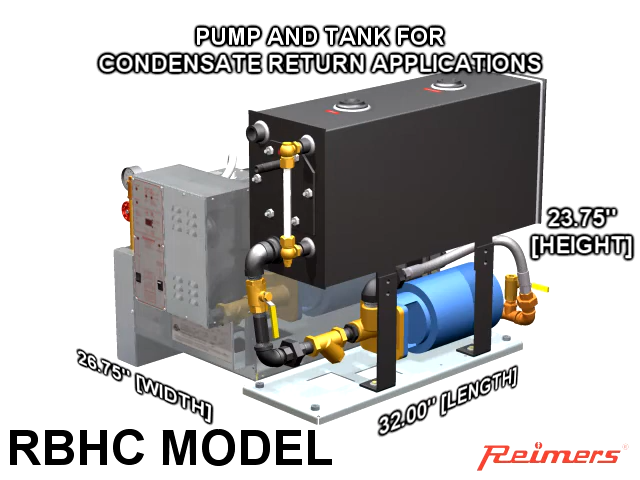 PUMP AND TANK FOR
CONDENSATE RETURN APPLICATIONS
23.75"
[HEIGHT]
26.75" [WIDTH]
32.00" [LENGTH]
RBHC MODEL
Reimers